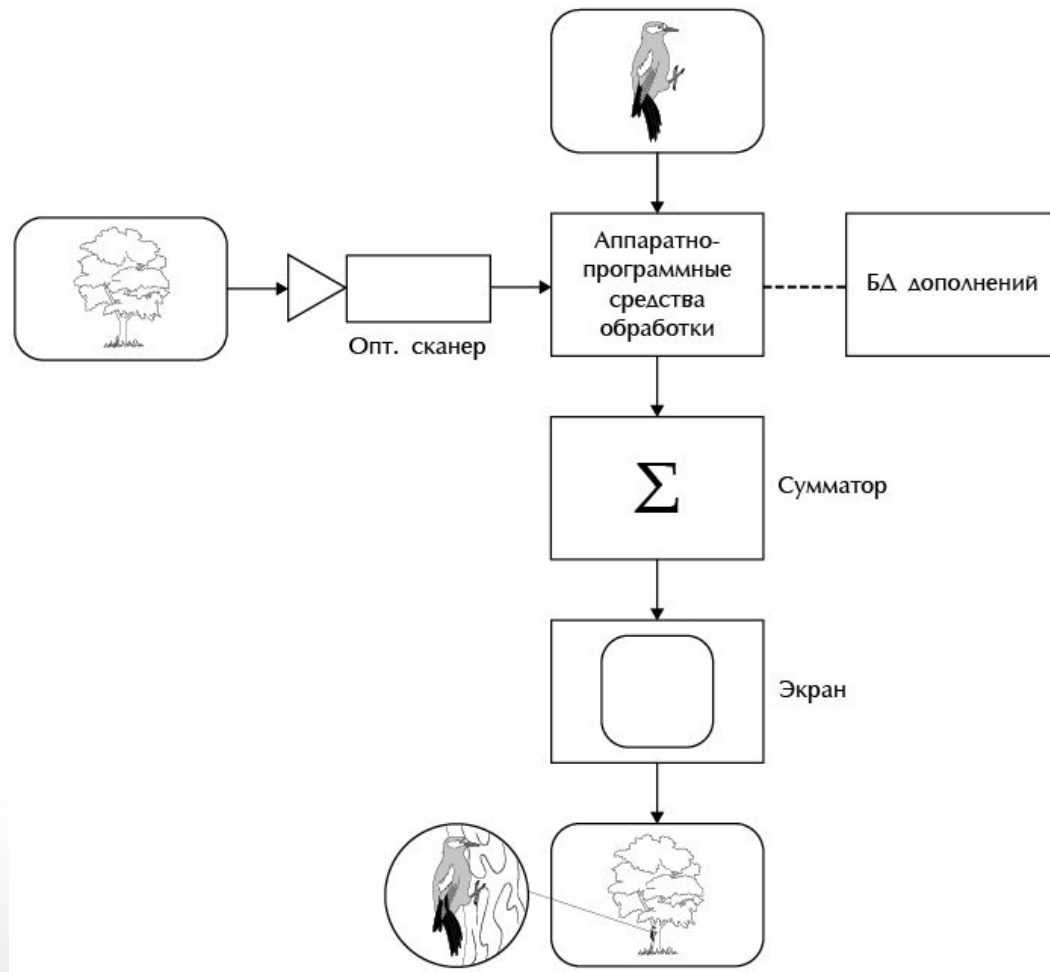 Аппаратно-
программные
средства
обработки
БД дополнений
Опт. сканер
Σ
Сумматор
Экран